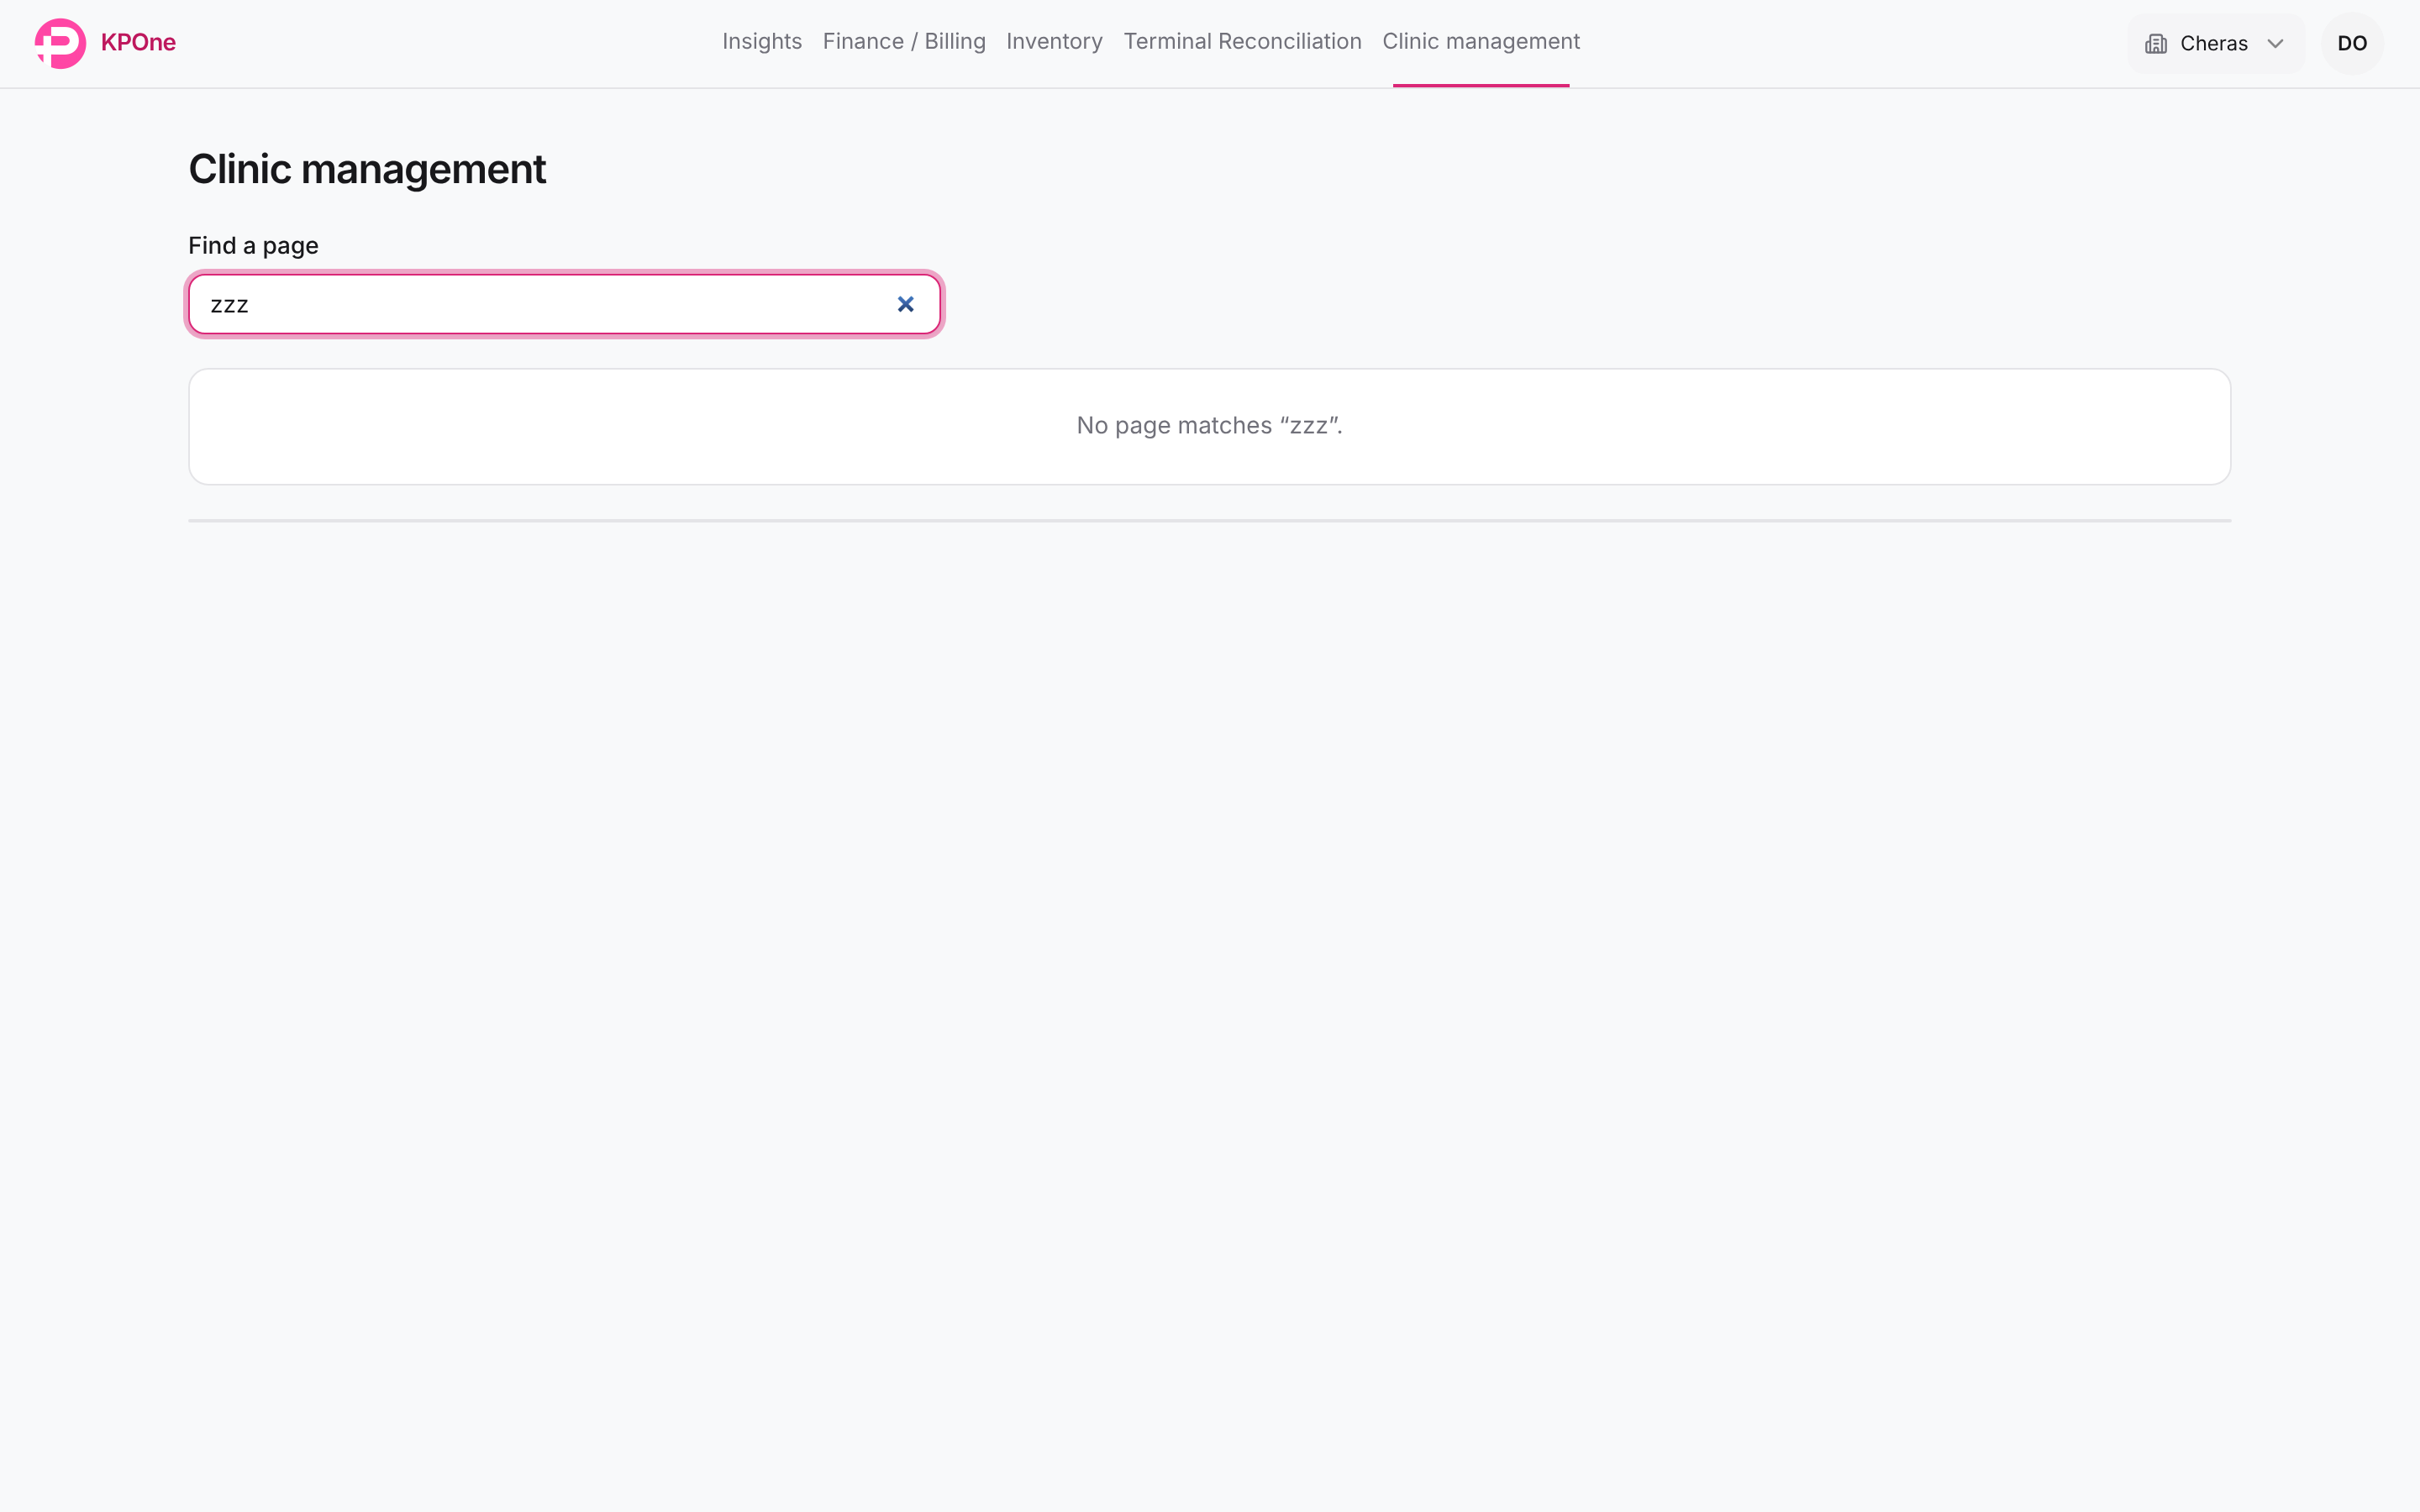 KPOne
Insights
Finance / Billing
Inventory
Terminal Reconciliation
Clinic management
Cheras
DO
Clinic management
Find a page
zzz
No page matches “zzz”.